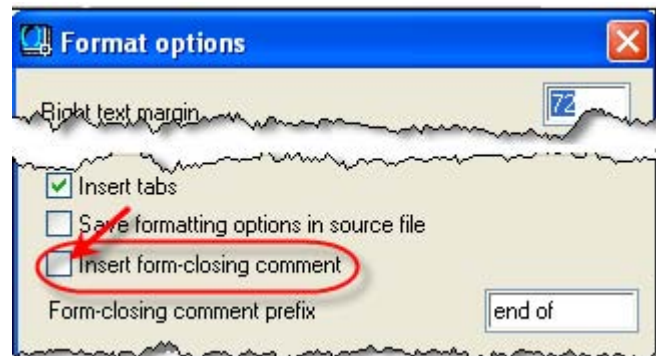 Format options
Right text margin 72
Insert tabs
Save formatting options in source file
Insert form-closing comment
Form-closing comment prefix end of